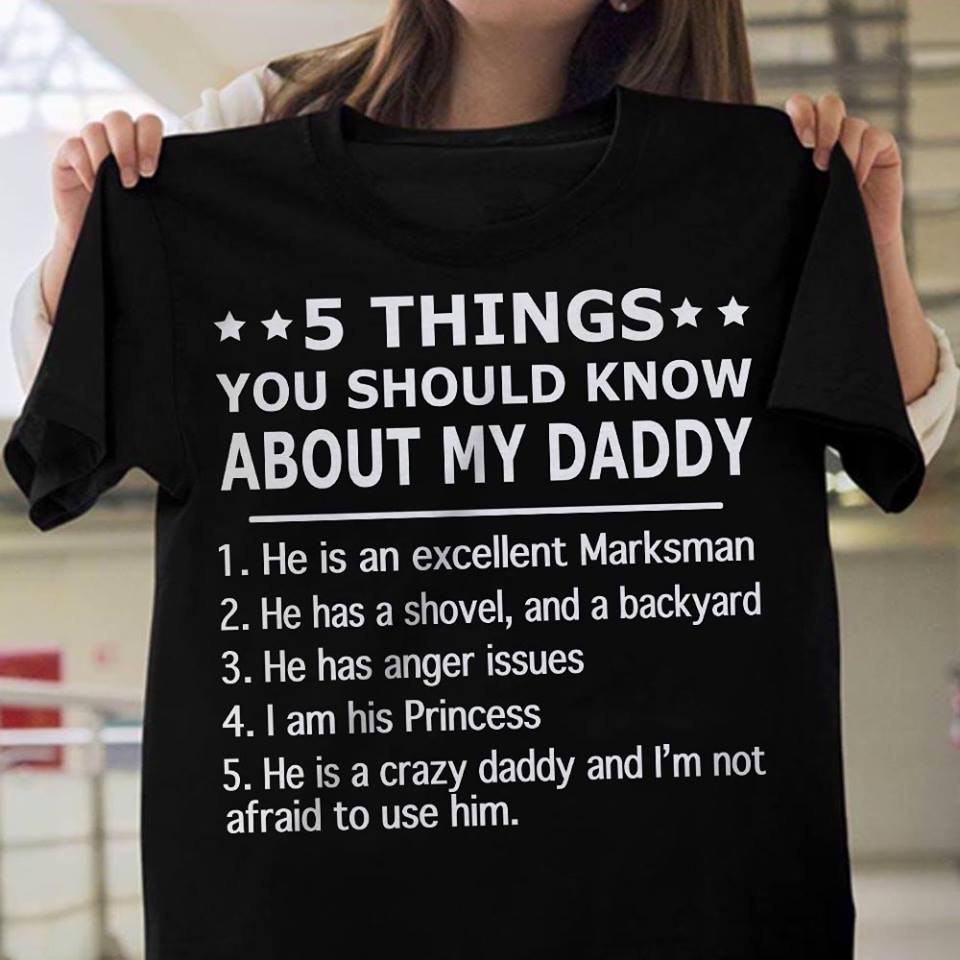 ★ ★5 THINGS★ ★
YOU SHOULD KNOW
ABOUT MY DADDY
1. He is an excellent Marksman
2. He has a shovel, and a backyard
3. He has anger issues
4. I am his Princess
5. He is a crazy daddy and I'm not
afraid to use him.